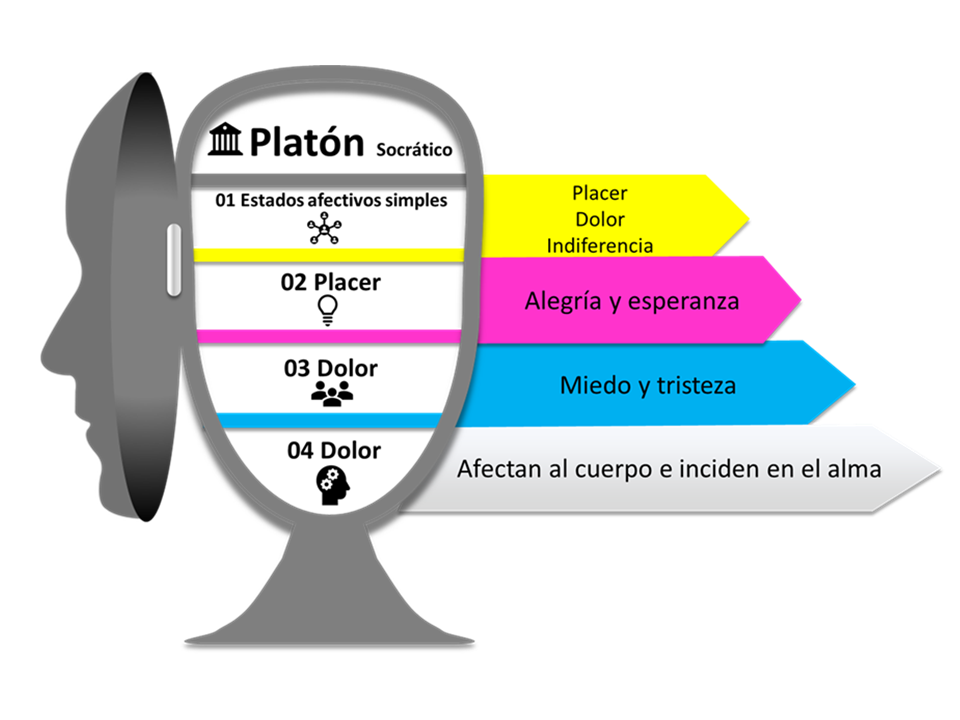 Platón Socrático
01 Estados afectivos simples
Placer
Dolor
Indiferencia
02 Placer
Alegría y esperanza
03 Dolor
Miedo y tristeza
04 Dolor
Afectan al cuerpo e inciden en el alma